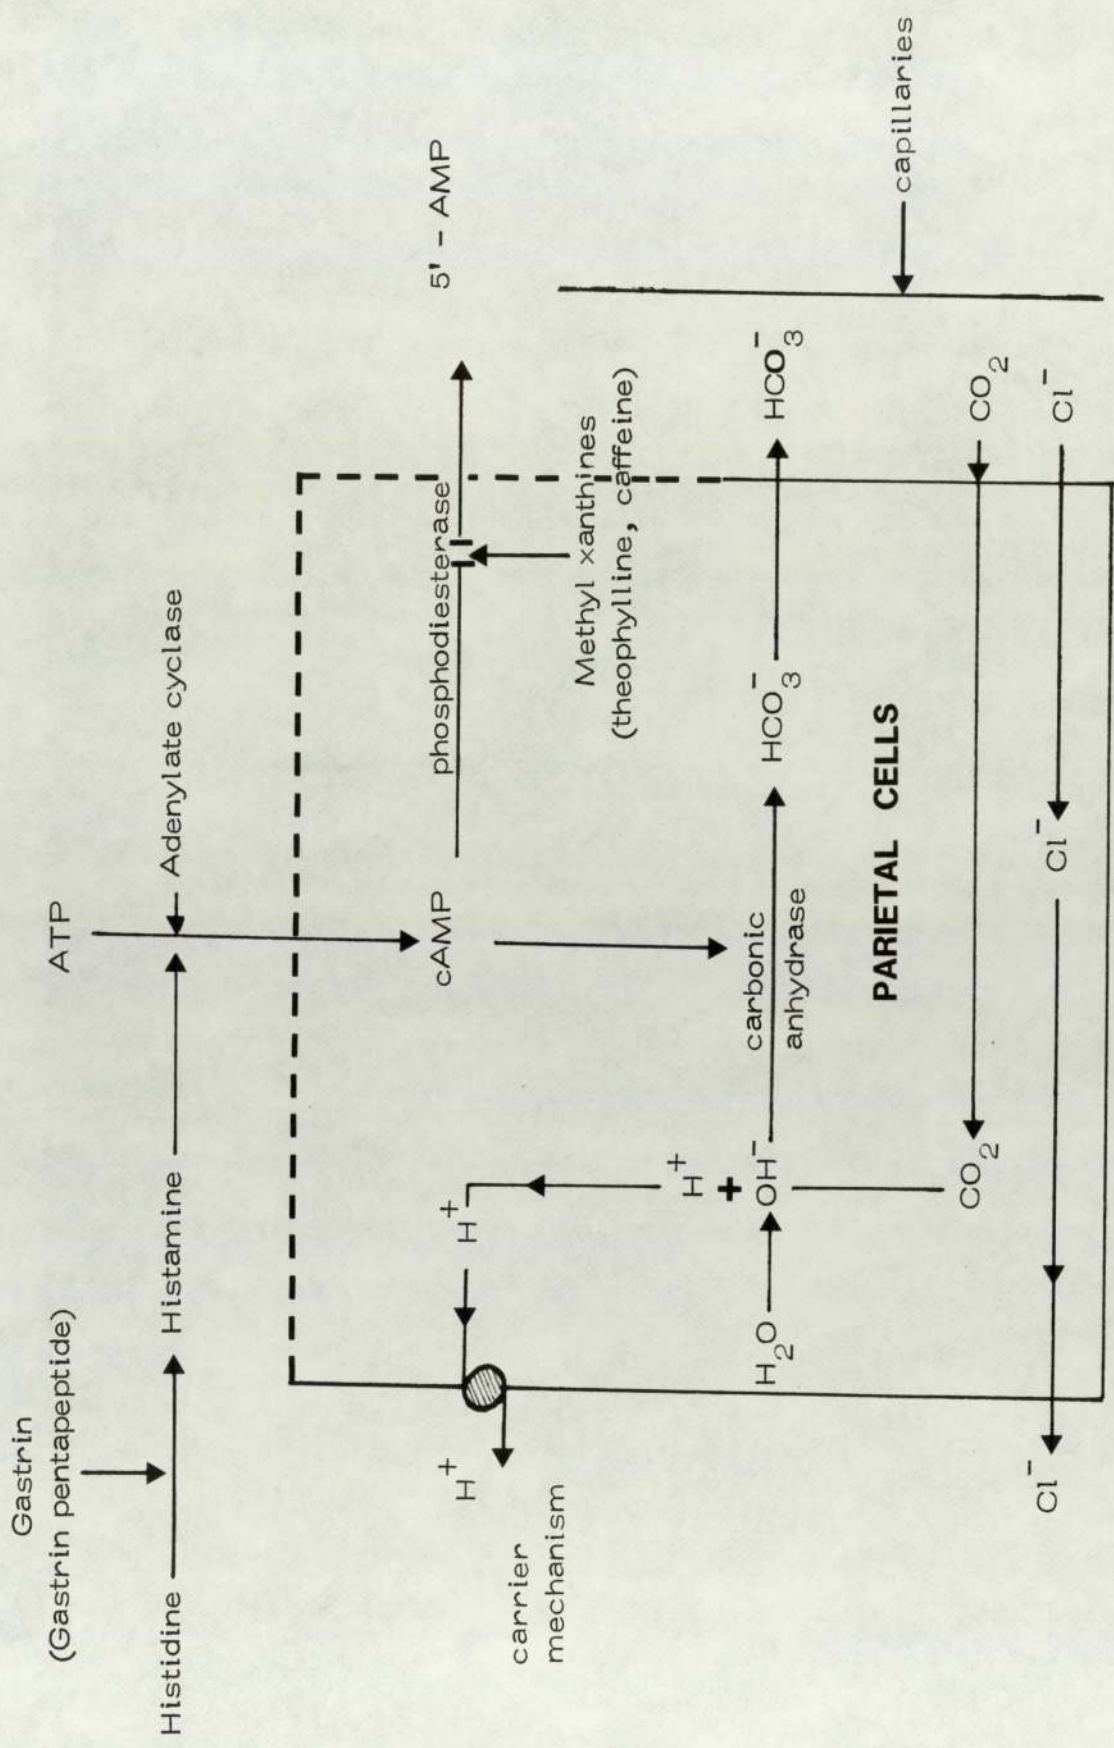 Gastrin
(Gastrin pentapeptide)
ATP
Histidine
Histamine
Adenylate cyclase
H⁺
H⁺
cAMP
phosphodiesterase
5' - AMP
carrier
mechanism
Methyl xanthines
(theophylline, caffeine)
H⁺
+
H₂O
OH⁻
carbonic
anhydrase
HCO₃⁻
HCO₃⁻
PARIETAL CELLS
capillaries
CO₂
CO₂
Cl⁻
Cl⁻
Cl⁻